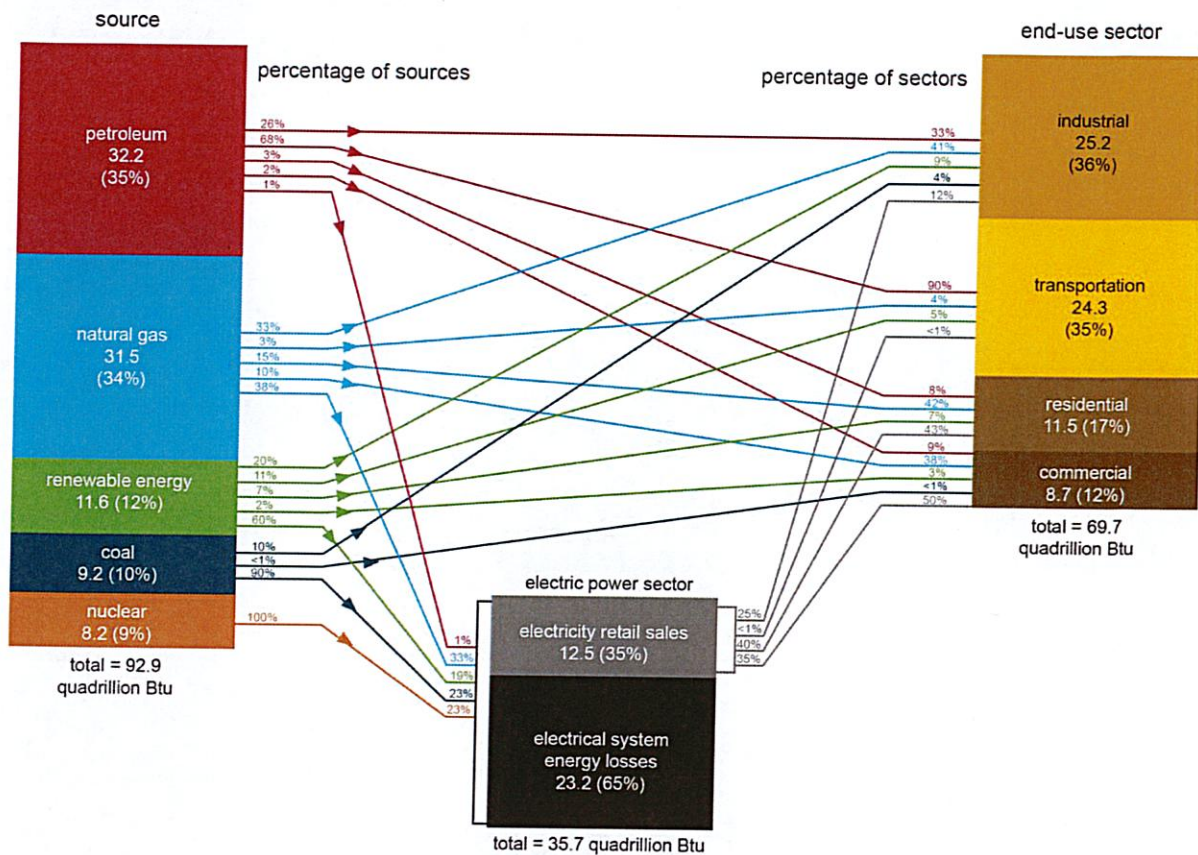 source
end-use sector
percentage of sources
percentage of sectors
petroleum
32.2
(35%)
26%
68%
3%
2%
1%
natural gas
31.5
(34%)
33%
3%
15%
10%
38%
renewable energy
11.6 (12%)
20%
11%
7%
2%
60%
coal
9.2 (10%)
10%
<1%
90%
nuclear
8.2 (9%)
100%
total = 92.9
quadrillion Btu
33%
41%
9%
4%
12%
industrial
25.2
(36%)
90%
4%
5%
<1%
transportation
24.3
(35%)
8%
42%
7%
43%
residential
11.5 (17%)
9%
38%
3%
<1%
50%
commercial
8.7 (12%)
total = 69.7
quadrillion Btu
electric power sector
1%
33%
19%
23%
23%
electricity retail sales
12.5 (35%)
25%
<1%
40%
35%
electrical system
energy losses
23.2 (65%)
total = 35.7 quadrillion Btu